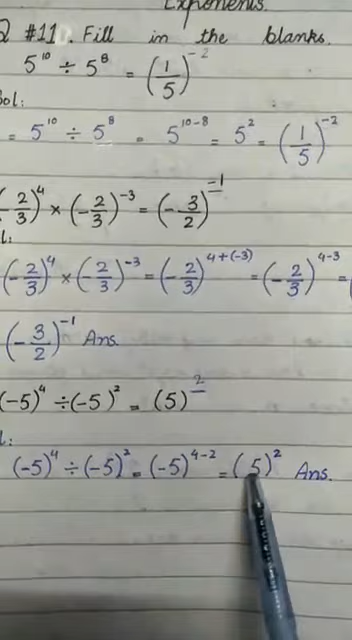 Exponents.
Q #11. Fill in the blanks.
5¹⁰ ÷ 5⁸ = (1/5)⁻²
Sol:
= 5¹⁰ ÷ 5⁸ = 5¹⁰⁻⁸ = 5² = (1/5)⁻²
(-2/3)⁴ × (-2/3)⁻³ = (-3/2)⁻¹
(-2/3)⁴ × (-2/3)⁻³ = (-2/3)⁴⁺⁽⁻³⁾ = (-2/3)⁴⁻³ =
(-3/2)⁻¹ Ans.
(-5)⁴ ÷ (-5)² = (5)²
(-5)⁴ ÷ (-5)² = (-5)⁴⁻² = (5)² Ans.